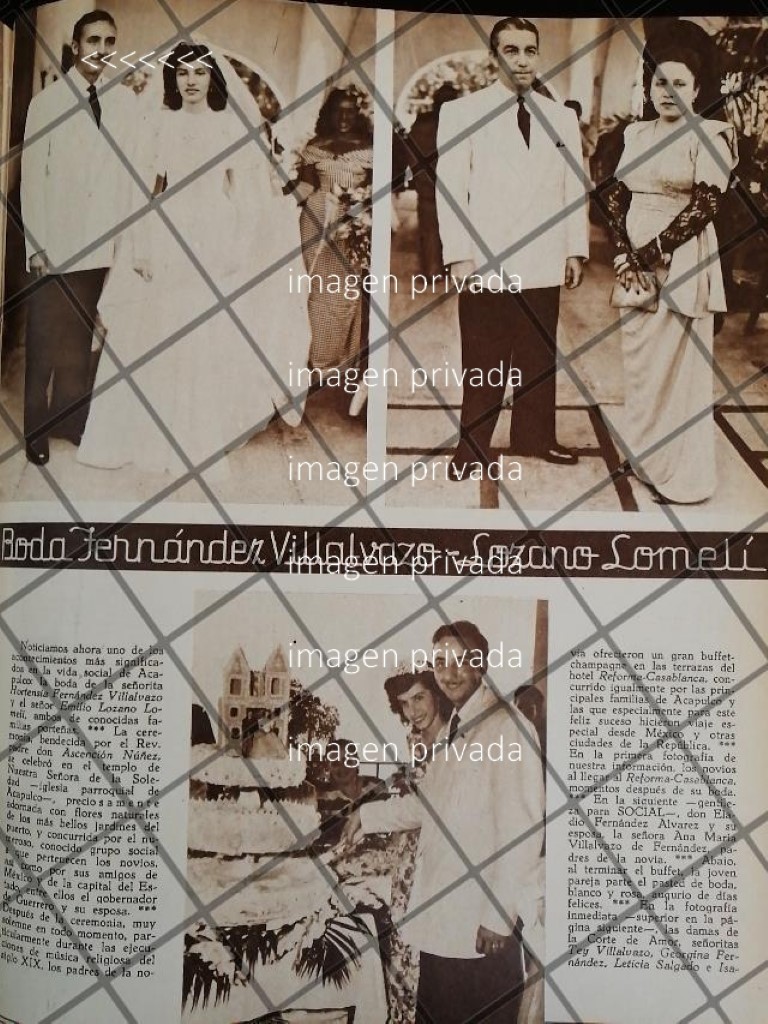 <<<<<<<
imagen privada
imagen privada
imagen privada
Boda Fernández Villalvazo - Lozano Lomelí
imagen privada
imagen privada
imagen privada
Noticiamos ahora uno de los
acontecimientos más significa-
dos en la vida social de Aca-
pulco: la boda de la señorita
Hortensia Fernández Villalvazo
y el señor Emilio Lozano Lo-
melí, ambos de conocidas fa-
milias porteñas. *** La cere-
monia, bendecida por el Rev.
padre don Ascención Núñez,
se celebró en el templo de
Nuestra Señora de la Sole-
dad —iglesia parroquial de
Acapulco—, preciosamente
adornada con flores naturales
de los más bellos jardines del
puerto, y concurrida por el nu-
meroso, conocido grupo social
a que pertenecen los novios,
así como por sus amigos de
México y de la capital del Es-
tado, entre ellos el gobernador
de Guerrero y su esposa. ***
Después de la ceremonia, muy
solemne en todo momento, par-
ticularmente durante las ejecu-
ciones de música religiosa del
siglo XIX, los padres de la no-
via ofrecieron un gran buffet-
champagne en las terrazas del
hotel Reforma-Casablanca, con-
currido igualmente por las prin-
cipales familias de Acapulco y
las que especialmente para este
feliz suceso hicieron viaje es-
pecial desde México y otras
ciudades de la República. ***
En la primera fotografía de
nuestra información, los novios
al llegar al Reforma-Casablanca,
momentos después de su boda.
*** En la siguiente —gentile-
za para SOCIAL—, don Ela-
dio Fernández Alvarez y su
esposa, la señora Ana María
Villalvazo de Fernández, pa-
dres de la novia. *** Abajo,
al terminar el buffet, la joven
pareja parte el pastel de boda,
blanco y rosa, augurio de días
felices. *** En la fotografía
inmediata —superior en la pá-
gina siguiente—, las damas de
la Corte de Amor, señoritas
Tey Villalvazo, Georgina Fer-
nández, Leticia Salgado e Isa-